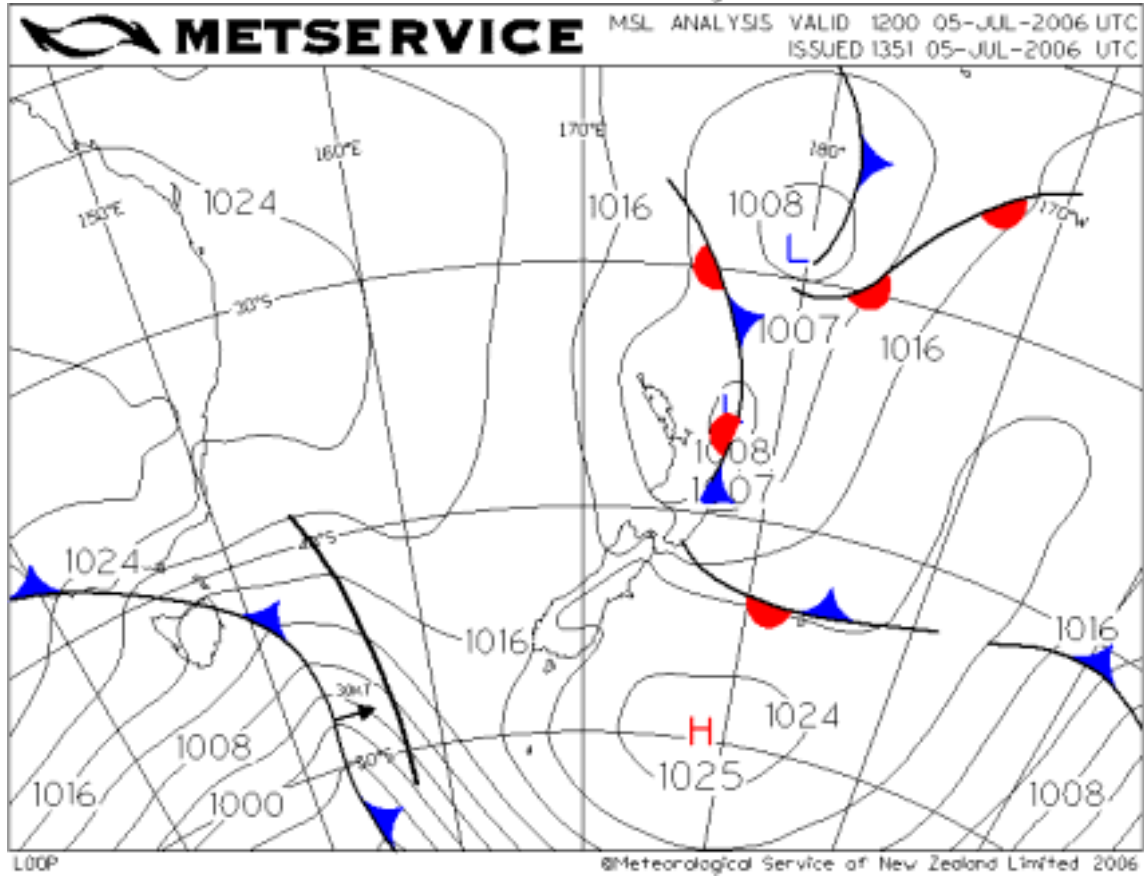 METSERVICE
MSL ANALYSIS VALID 1200 05-JUL-2006 UTC
ISSUED 1351 05-JUL-2006 UTC
170°E
160°E
180°
150°E
1024
1016
1008
170°W
L
30°S
1007
1016
L
1008
1007
40°S
1024
1016
1016
30KT
H
1024
1008
50°S
1025
1016
1000
1008
LOOP
©Meteorological Service of New Zealand Limited 2006